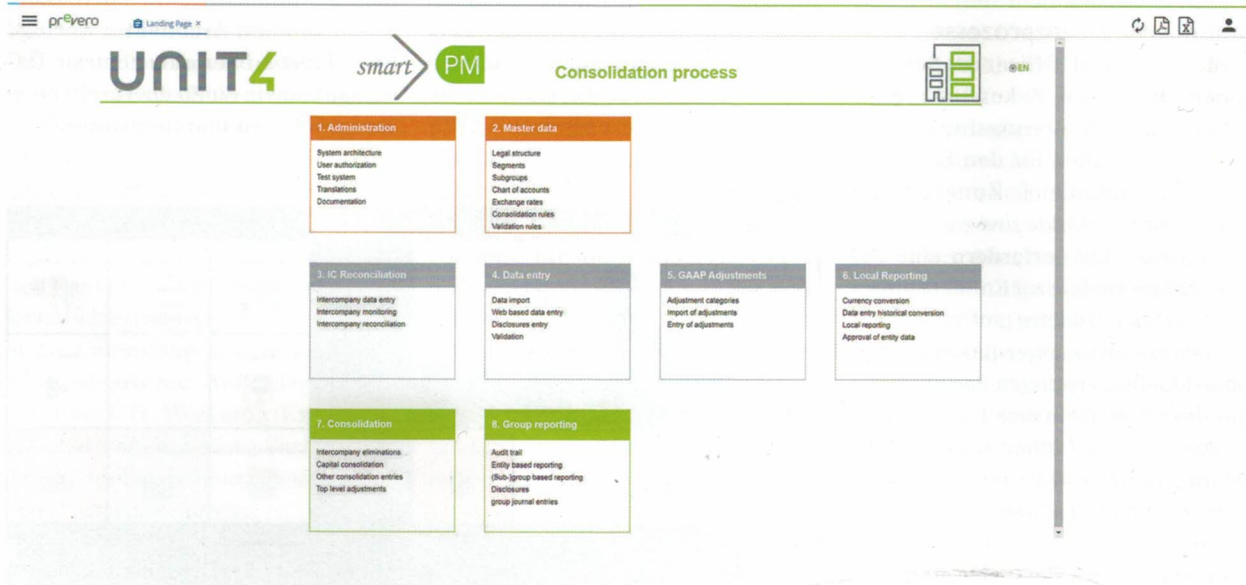 prevero
Landing Page ×
UNIT4
smart PM
Consolidation process
EN
1. Administration
System architecture
User authorization
Test system
Translations
Documentation
2. Master data
Legal structure
Segments
Subgroups
Chart of accounts
Exchange rates
Consolidation rules
Validation rules
3. IC Reconciliation
Intercompany data entry
Intercompany monitoring
Intercompany reconciliation
4. Data entry
Data import
Web based data entry
Disclosures entry
Validation
5. GAAP Adjustments
Adjustment categories
Import of adjustments
Entry of adjustments
6. Local Reporting
Currency conversion
Data entry historical conversion
Local reporting
Approval of entity data
7. Consolidation
Intercompany eliminations
Capital consolidation
Other consolidation entries
Top level adjustments
8. Group reporting
Audit trail
Entity based reporting
(Sub-)group based reporting
Disclosures
group journal entries